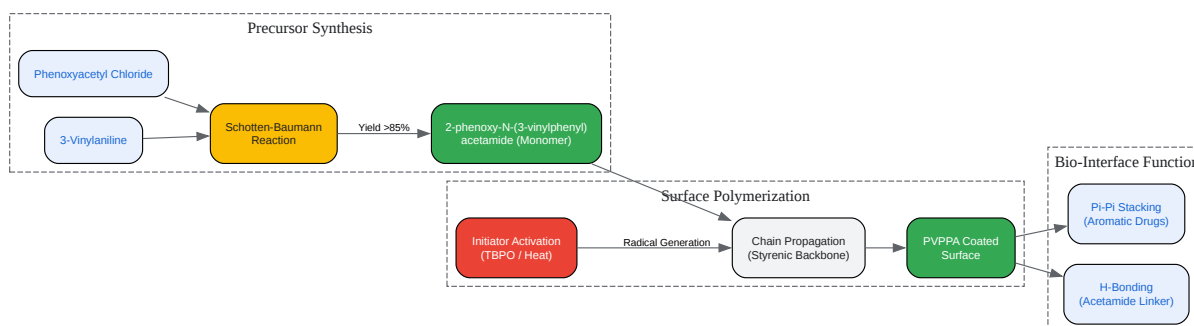 Precursor Synthesis
Phenoxyacetyl Chloride
3-Vinylaniline
Schotten-Baumann
Reaction
Yield >85%
2-phenoxy-N-(3-vinylphenyl)
acetamide (Monomer)
Surface Polymerization
Initiator Activation
(TBPO / Heat)
Radical Generation
Chain Propagation
(Styrenic Backbone)
PVPPA Coated
Surface
Bio-Interface Function
Pi-Pi Stacking
(Aromatic Drugs)
H-Bonding
(Acetamide Linker)